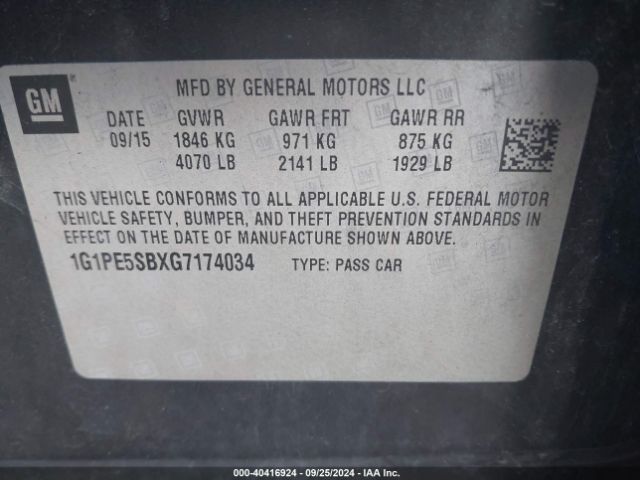 GM
MFD BY GENERAL MOTORS LLC
DATE GVWR GAWR FRT GAWR RR
09/15 1846 KG 971 KG 875 KG
4070 LB 2141 LB 1929 LB
THIS VEHICLE CONFORMS TO ALL APPLICABLE U.S. FEDERAL MOTOR
VEHICLE SAFETY, BUMPER, AND THEFT PREVENTION STANDARDS IN
EFFECT ON THE DATE OF MANUFACTURE SHOWN ABOVE.
1G1PE5SBXG7174034 TYPE: PASS CAR
000-40416924 - 09/25/2024 - IAA Inc.